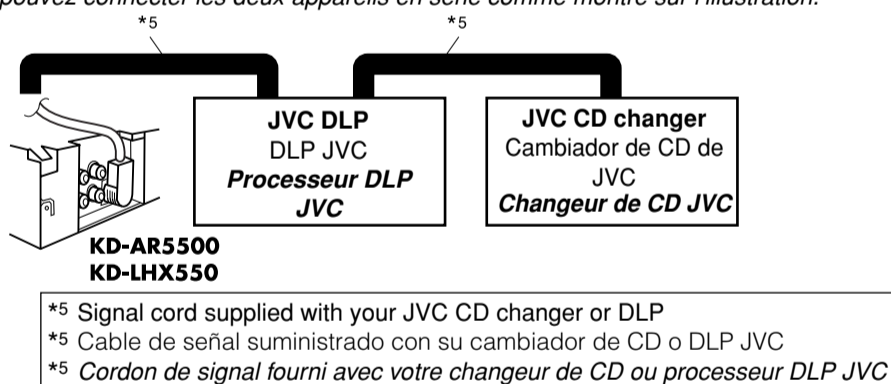 pouvez connecter les deux appareils en série comme montré sur l'illustration.
*5
*5
JVC DLP
DLP JVC
Processeur DLP
JVC
JVC CD changer
Cambiador de CD de
JVC
Changeur de CD JVC
KD-AR5500
KD-LHX550
*5 Signal cord supplied with your JVC CD changer or DLP
*5 Cable de señal suministrado con su cambiador de CD o DLP JVC
*5 Cordon de signal fourni avec votre changeur de CD ou processeur DLP JVC